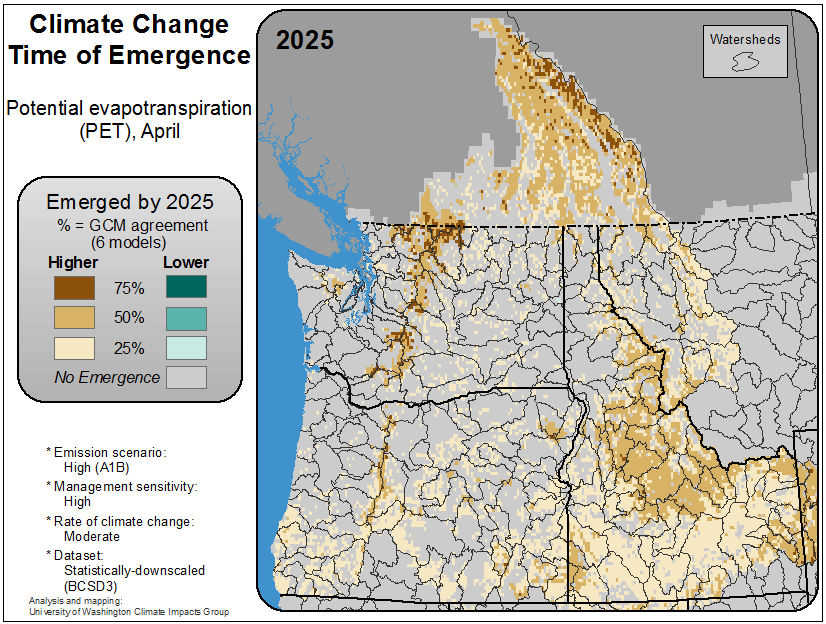 Climate Change
Time of Emergence
Potential evapotranspiration
(PET), April
Emerged by 2025
% = GCM agreement
(6 models)
Higher Lower
75%
50%
25%
No Emergence
* Emission scenario:
High (A1B)
* Management sensitivity:
High
* Rate of climate change:
Moderate
* Dataset:
Statistically-downscaled
(BCSD3)
Analysis and mapping:
University of Washington Climate Impacts Group
2025
Watersheds